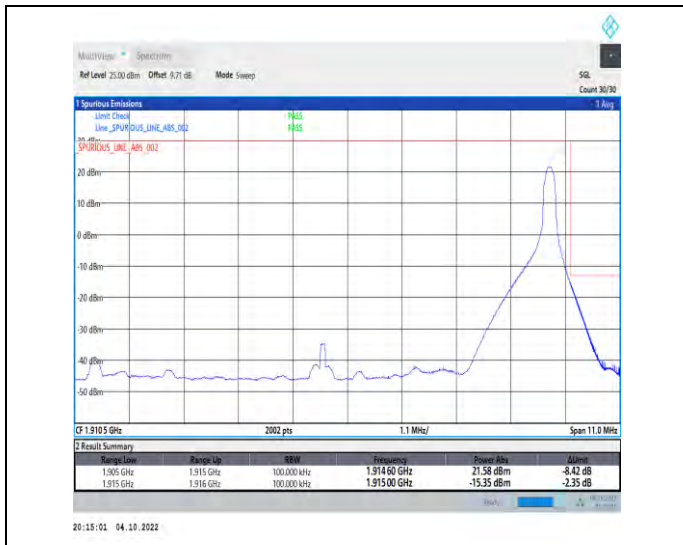 MultiView Spectrum
Ref Level 25.00 dBm Offset 9.71 dB Mode Sweep SGL
Count 30/30
1 Spurious Emissions 1 Avg
Limit Check PASS
Line _SPURIOUS_LINE_ABS_002 PASS
_SPURIOUS_LINE_ABS_002
20 dBm
10 dBm
0 dBm
-10 dBm
-20 dBm
-30 dBm
-40 dBm
-50 dBm
CF 1.9105 GHz 2002 pts 1.1 MHz/ Span 11.0 MHz
2 Result Summary
Range Low Range Up RBW Frequency Power Abs ΔLimit
1.905 GHz 1.915 GHz 100.000 kHz 1.91460 GHz 21.58 dBm -8.42 dB
1.915 GHz 1.916 GHz 100.000 kHz 1.91500 GHz -15.35 dBm -2.35 dB
Ready
20:15:01 04.10.2022